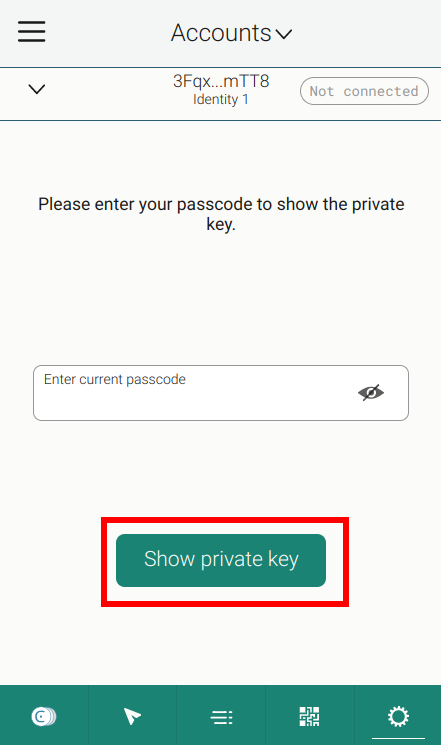 Accounts
3Fqx...mTT8
Identity 1
Not connected
Please enter your passcode to show the private
key.
Enter current passcode
Show private key